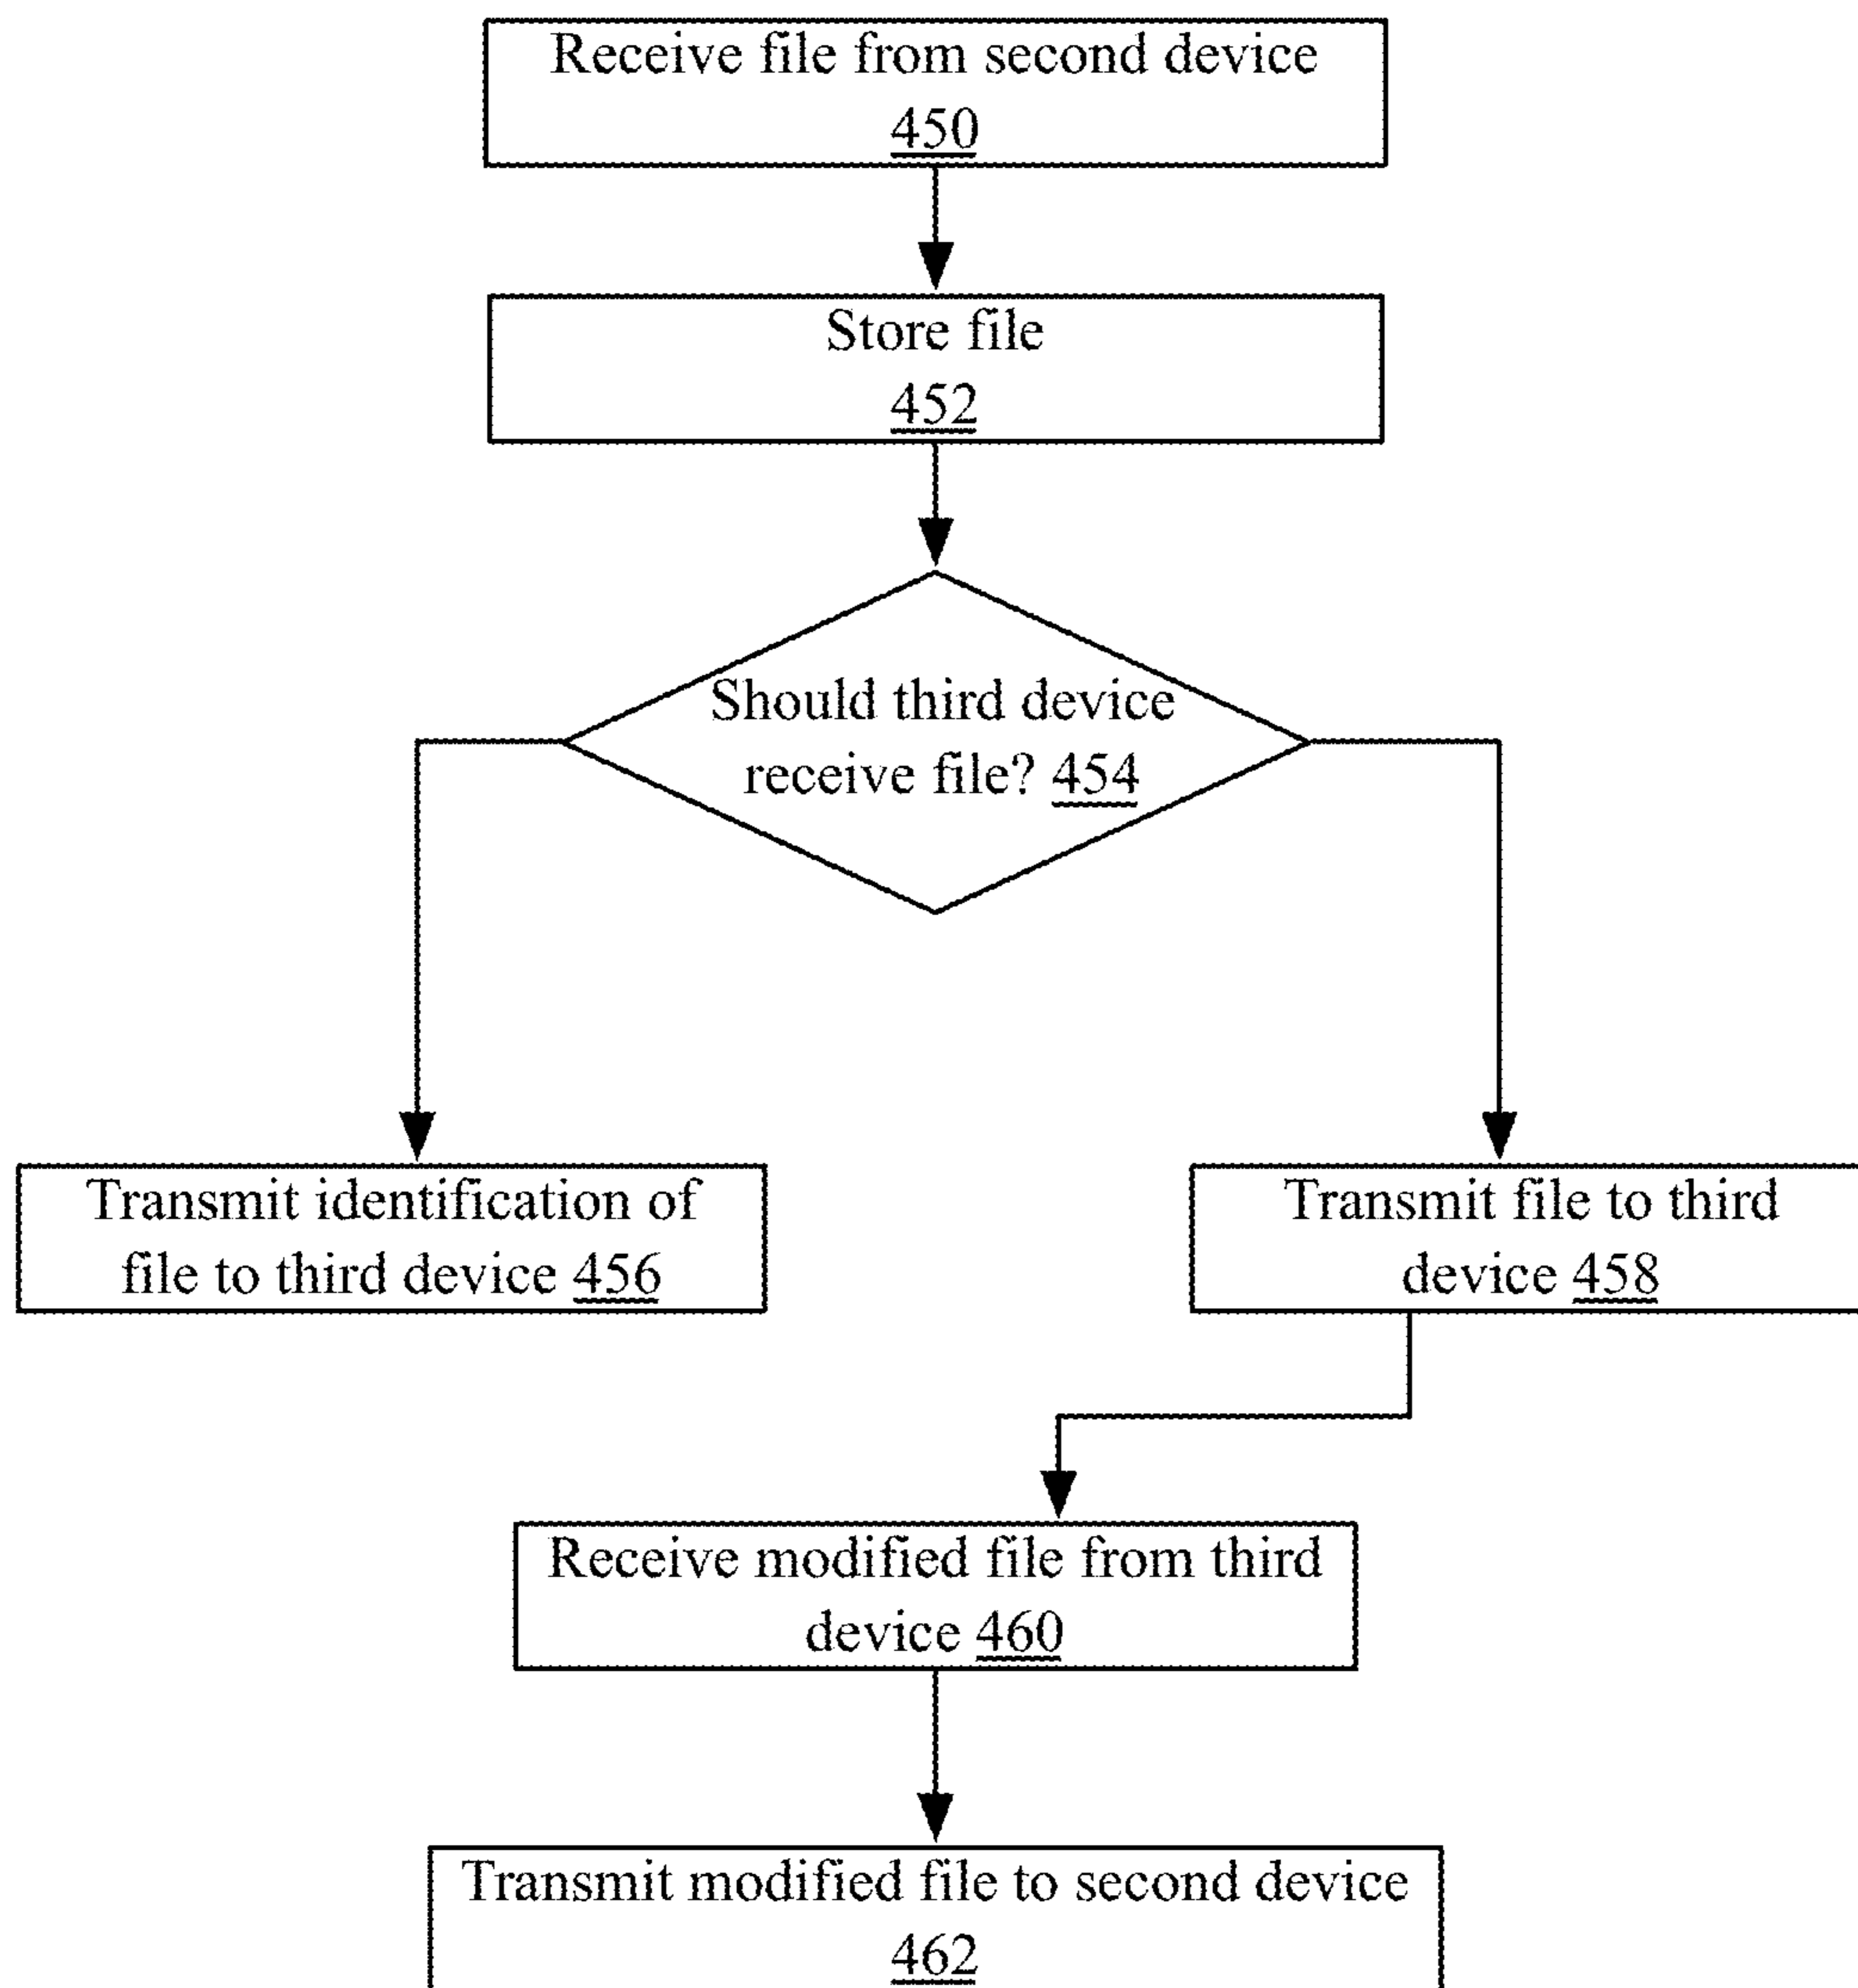 Receive file from second device
450
Store file
452
Should third device
receive file? 454
Transmit identification of
file to third device 456
Transmit file to third
device 458
Receive modified file from third
device 460
Transmit modified file to second device
462